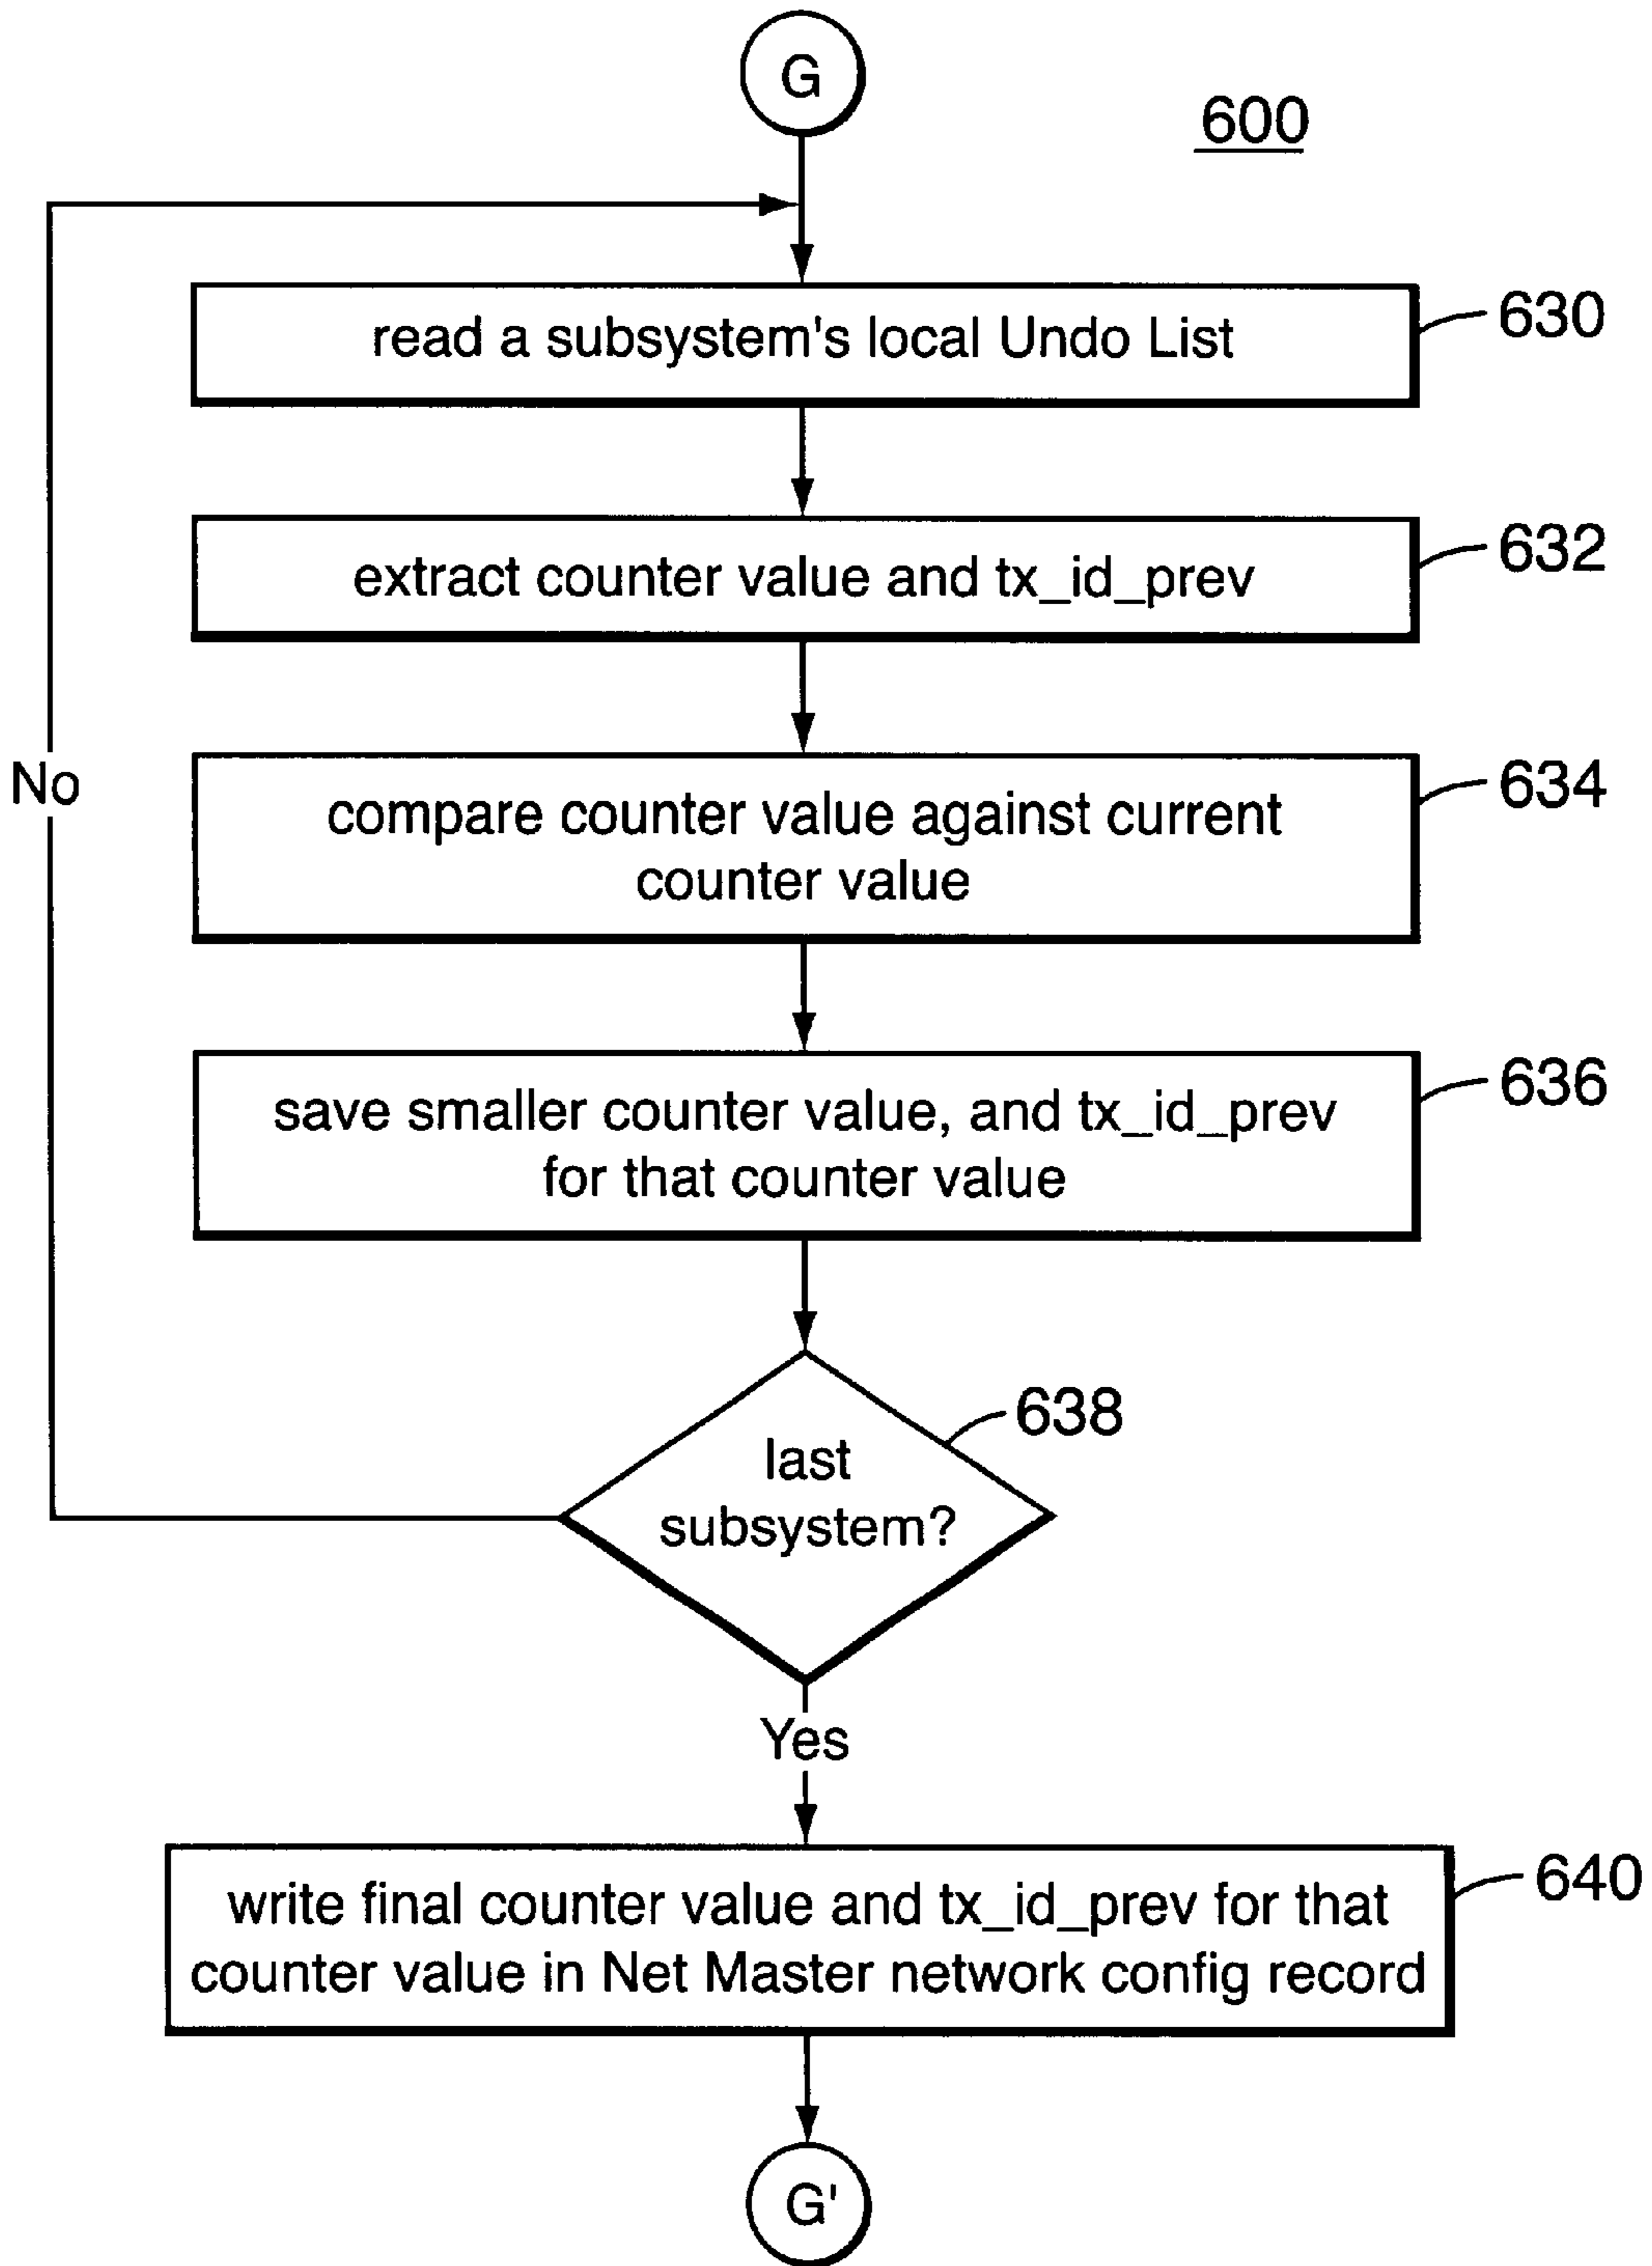 G
600
read a subsystem's local Undo List
630
extract counter value and tx_id_prev
632
compare counter value against current
counter value
634
No
save smaller counter value, and tx_id_prev
for that counter value
636
638
last
subsystem?
Yes
write final counter value and tx_id_prev for that
counter value in Net Master network config record
640
G'